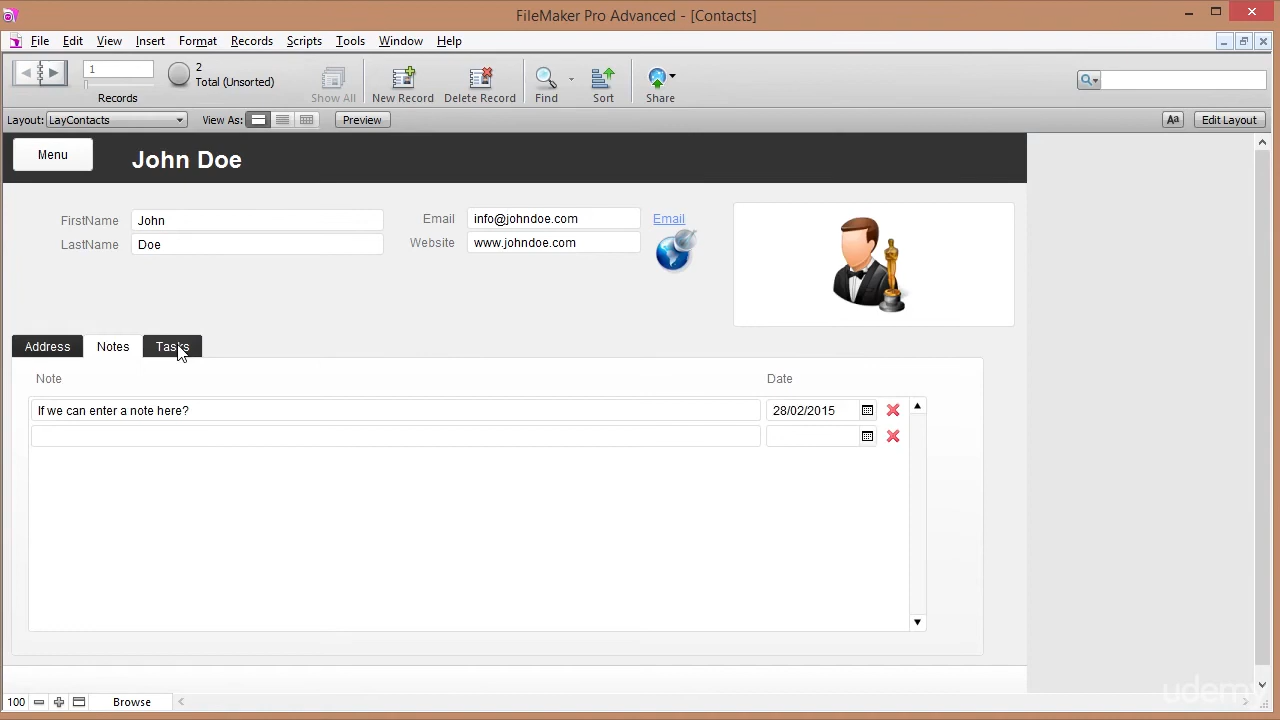 FileMaker Pro Advanced - [Contacts]
File Edit View Insert Format Records Scripts Tools Window Help
1
2
Total (Unsorted)
Records
Show All
New Record
Delete Record
Find
Sort
Share
Layout: LayContacts View As: Preview Aa Edit Layout
Menu
John Doe
FirstName John
LastName Doe
Email info@johndoe.com Email
Website www.johndoe.com
Address Notes Tasks
Note Date
If we can enter a note here? 28/02/2015
100 Browse
udemy